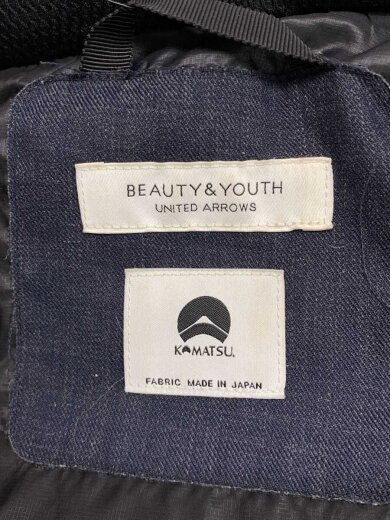 BEAUTY&YOUTH
UNITED ARROWS
KOMATSU.
FABRIC MADE IN JAPAN